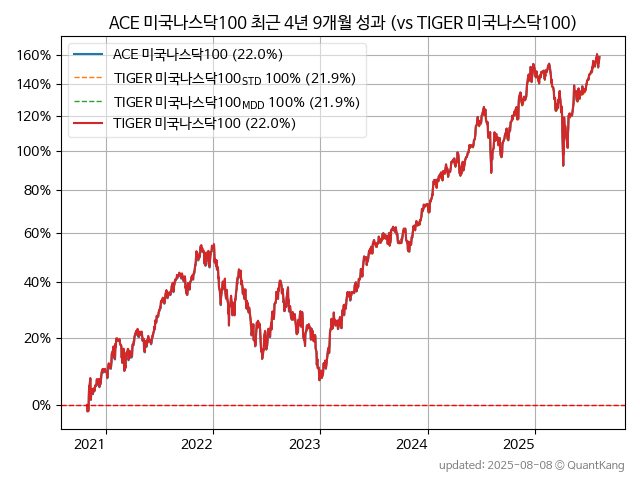 ACE 미국나스닥100 최근 4년 9개월 성과 (vs TIGER 미국나스닥100)
ACE 미국나스닥100 (22.0%)
TIGER 미국나스닥100STD 100% (21.9%)
TIGER 미국나스닥100MDD 100% (21.9%)
TIGER 미국나스닥100 (22.0%)
160%
140%
120%
100%
80%
60%
40%
20%
0%
2021 2022 2023 2024 2025
updated: 2025-08-08 © QuantKang